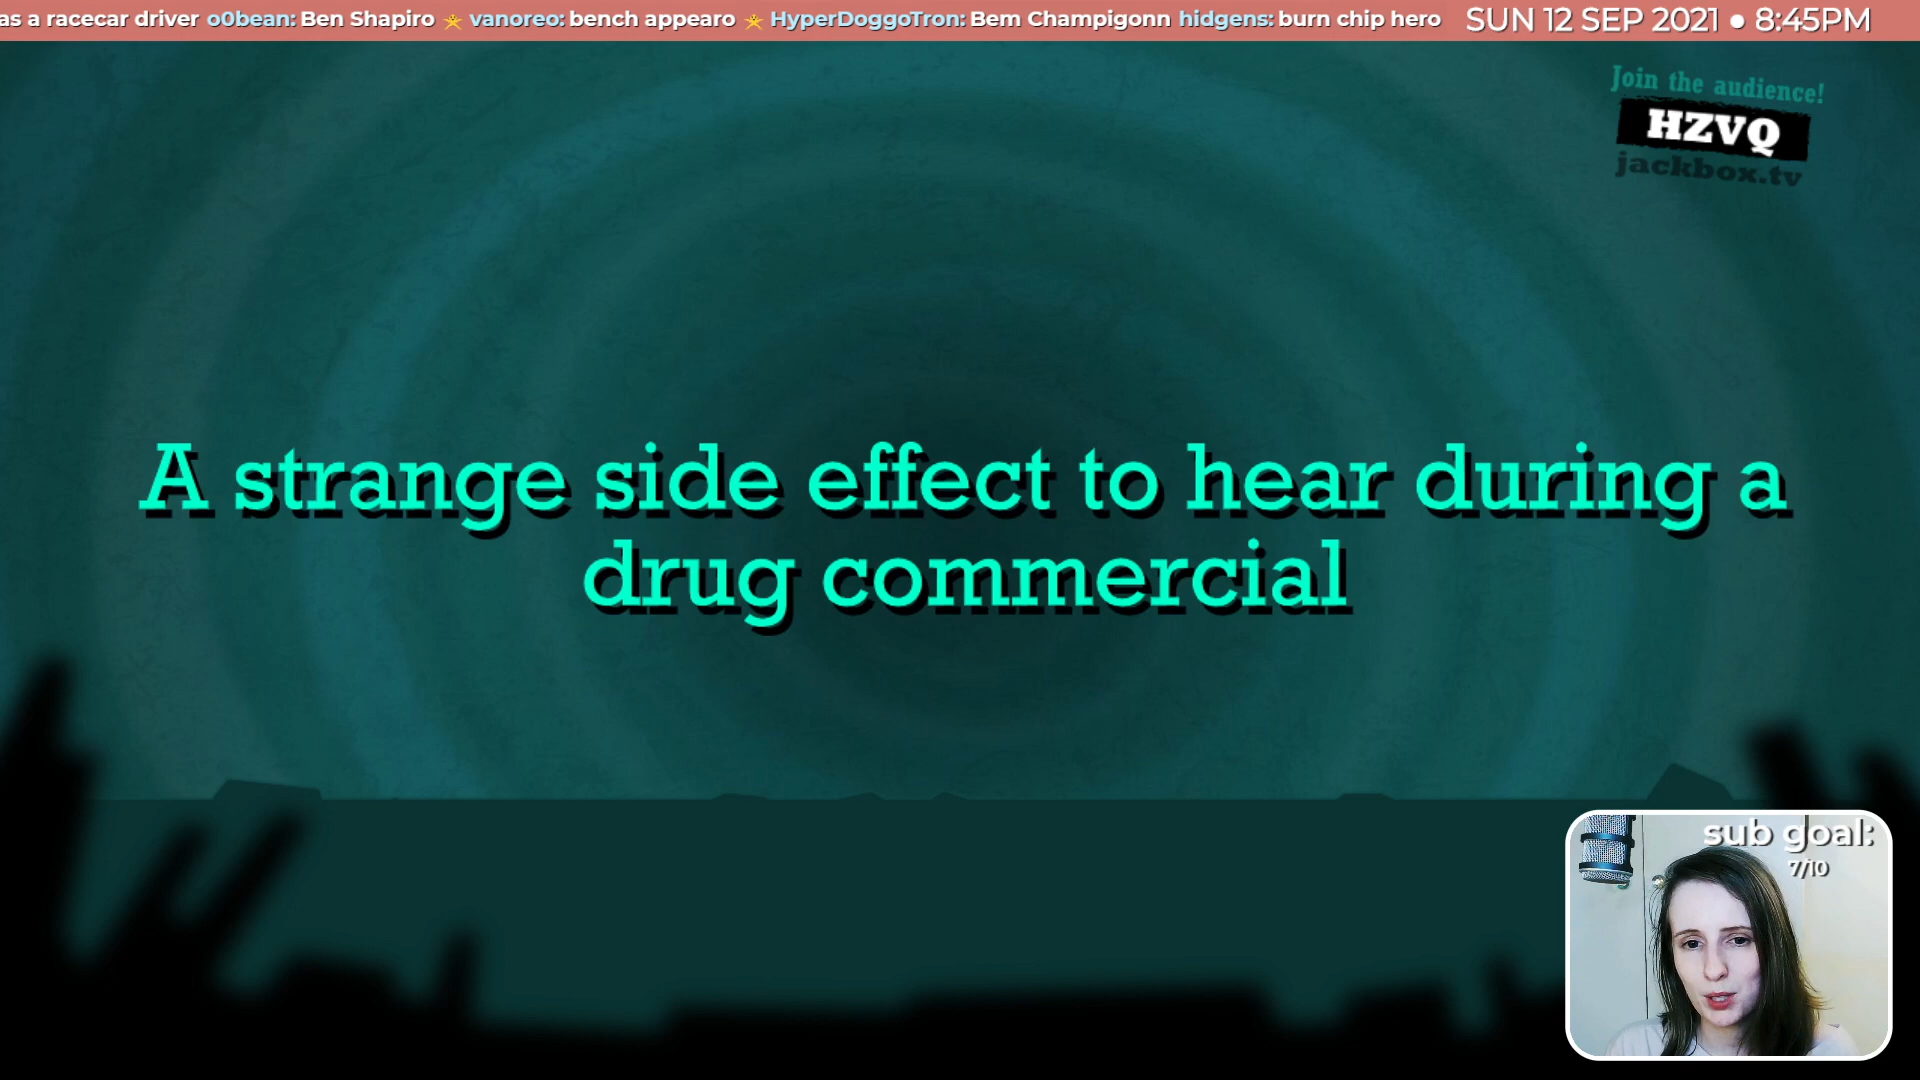 as a racecar driver o0bean: Ben Shapiro vanoreo: bench appearo HyperDoggoTron: Bem Champigonn hidgens: burn chip hero SUN 12 SEP 2021 ● 8:45PM
Join the audience!
HZVQ
jackbox.tv
A strange side effect to hear during a
drug commercial
sub goal:
7/10